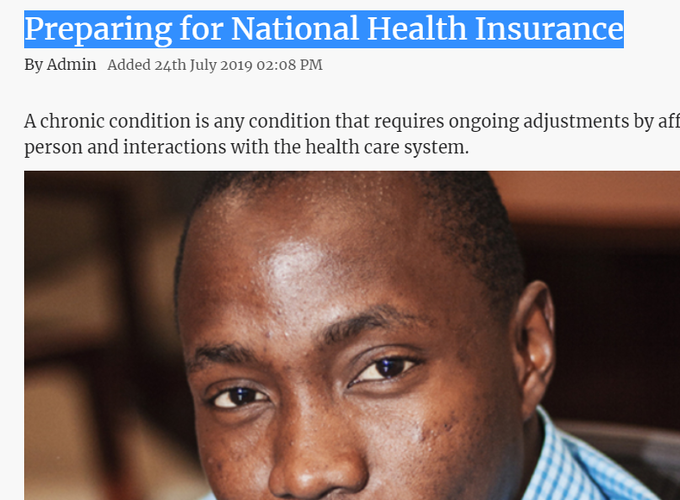 Preparing for National Health Insurance
By Admin Added 24th July 2019 02:08 PM
A chronic condition is any condition that requires ongoing adjustments by aff
person and interactions with the health care system.